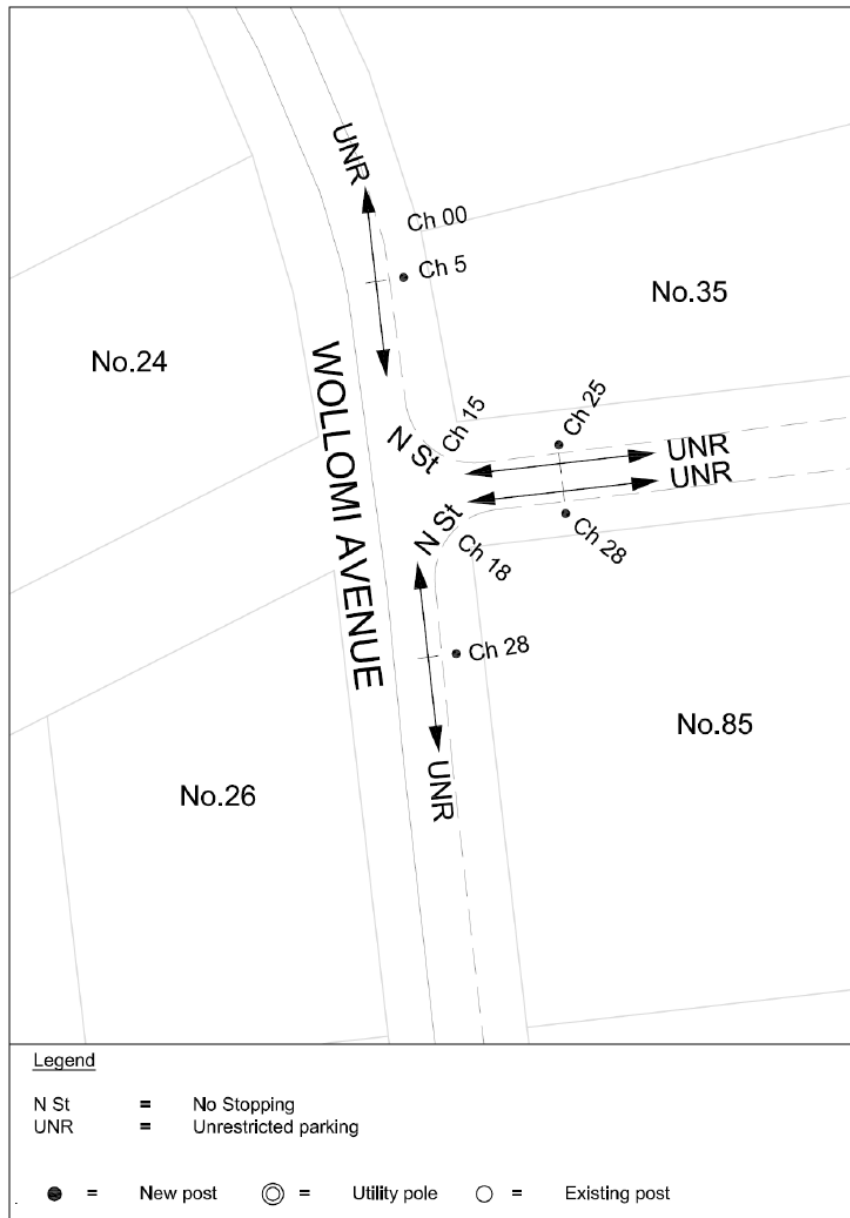 UNR
Ch 00
Ch 5
No.35
No.24
WOLLOMI AVENUE
Ch 15
Ch 25
N St
UNR
UNR
N St
Ch 18
Ch 28
Ch 28
No.85
UNR
No.26
Legend
N St = No Stopping
UNR = Unrestricted parking
= New post = Utility pole = Existing post